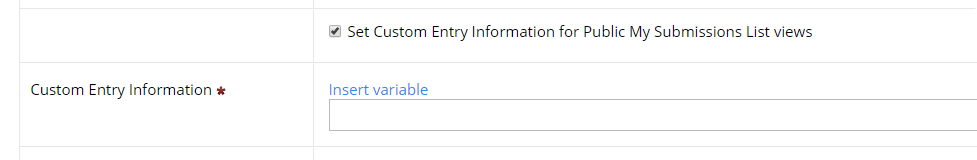 Set Custom Entry Information for Public My Submissions List views
Custom Entry Information *
Insert variable